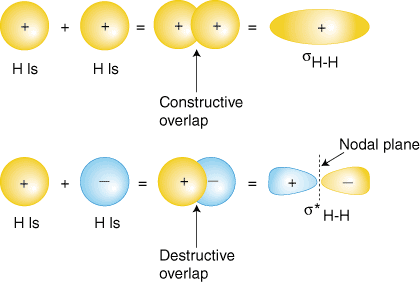 + + + = + + = +
H ls H ls σH-H
Constructive
overlap
Nodal plane
+ + − = + − = + −
H ls H ls σ* H-H
Destructive
overlap